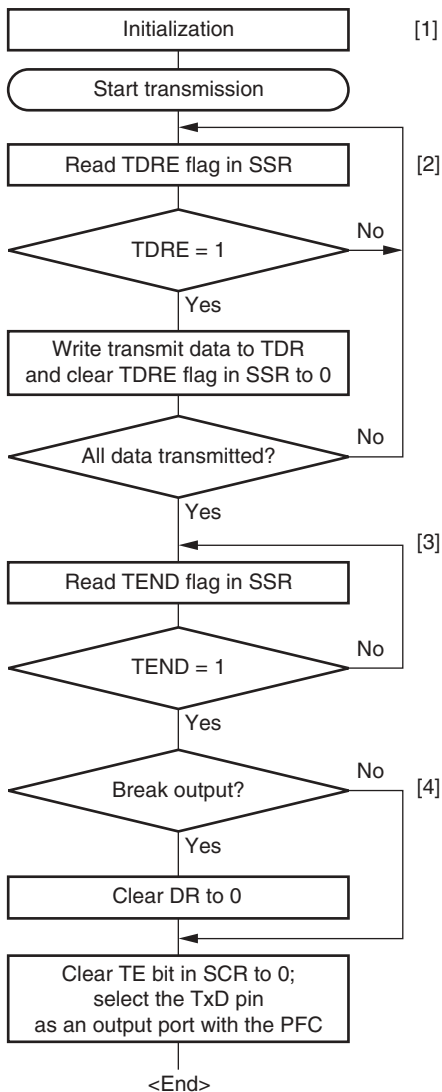 Initialization
[1]
Start transmission
Read TDRE flag in SSR
[2]
TDRE = 1
No
Yes
Write transmit data to TDR
and clear TDRE flag in SSR to 0
All data transmitted?
No
Yes
[3]
Read TEND flag in SSR
TEND = 1
No
Yes
Break output?
No
[4]
Yes
Clear DR to 0
Clear TE bit in SCR to 0;
select the TxD pin
as an output port with the PFC
<End>